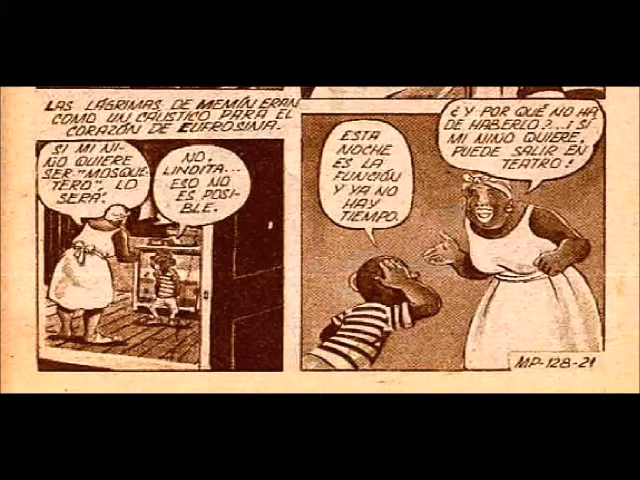 LAS LÁGRIMAS DE MEMÍN ERAN
COMO UN CÁUSTICO PARA EL
CORAZÓN DE EUFROSINA.
SI MI NI-
ÑO QUIERE
SER "MOSQUE-
TERO", LO
SERÁ.
NO,
LINDITA...
ESO NO
ES POSI-
BLE.
ESTA
NOCHE
ES LA
FUNCIÓN
Y YA NO
HAY
TIEMPO.
¿Y POR QUÉ NO HA
DE HABERLO?...¡SI
MI NIÑO QUIERE,
PUEDE SALIR EN
TEATRO!
MP-128-21